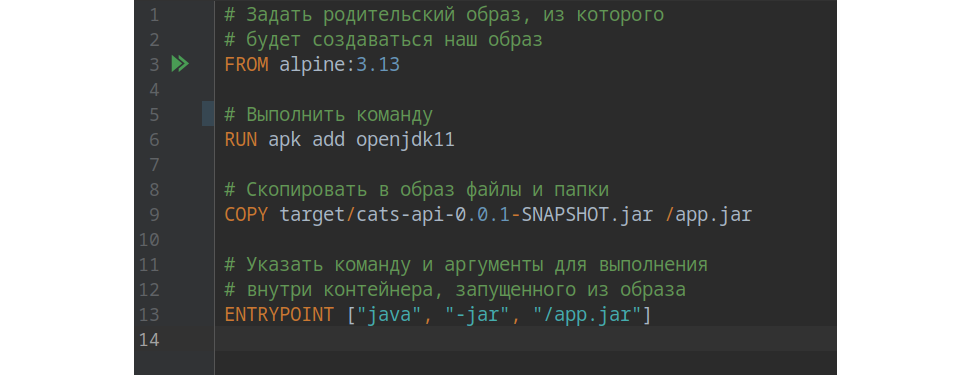 1 # Задать родительский образ, из которого
2 # будет создаваться наш образ
3 FROM alpine:3.13
4
5 # Выполнить команду
6 RUN apk add openjdk11
7
8 # Скопировать в образ файлы и папки
9 COPY target/cats-api-0.0.1-SNAPSHOT.jar /app.jar
10
11 # Указать команду и аргументы для выполнения
12 # внутри контейнера, запущенного из образа
13 ENTRYPOINT ["java", "-jar", "/app.jar"]
14